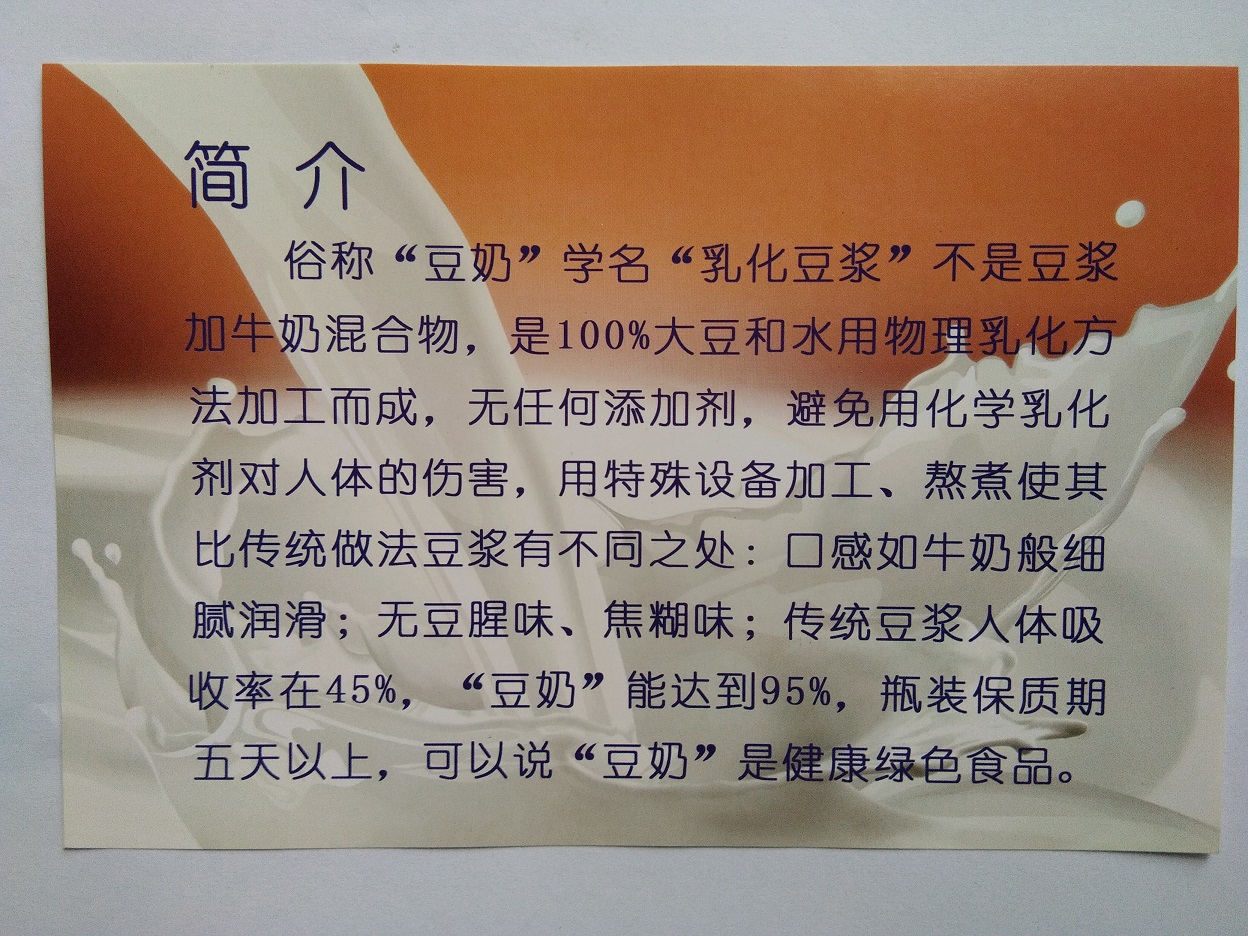 简 介
俗称“豆奶”学名“乳化豆浆”不是豆浆
加牛奶混合物，是100%大豆和水用物理乳化方
法加工而成，无任何添加剂，避免用化学乳化
剂对人体的伤害，用特殊设备加工、熬煮使其
比传统做法豆浆有不同之处：口感如牛奶般细
腻润滑；无豆腥味、焦糊味；传统豆浆人体吸
收率在45%，“豆奶”能达到95%，瓶装保质期
五天以上，可以说“豆奶”是健康绿色食品。